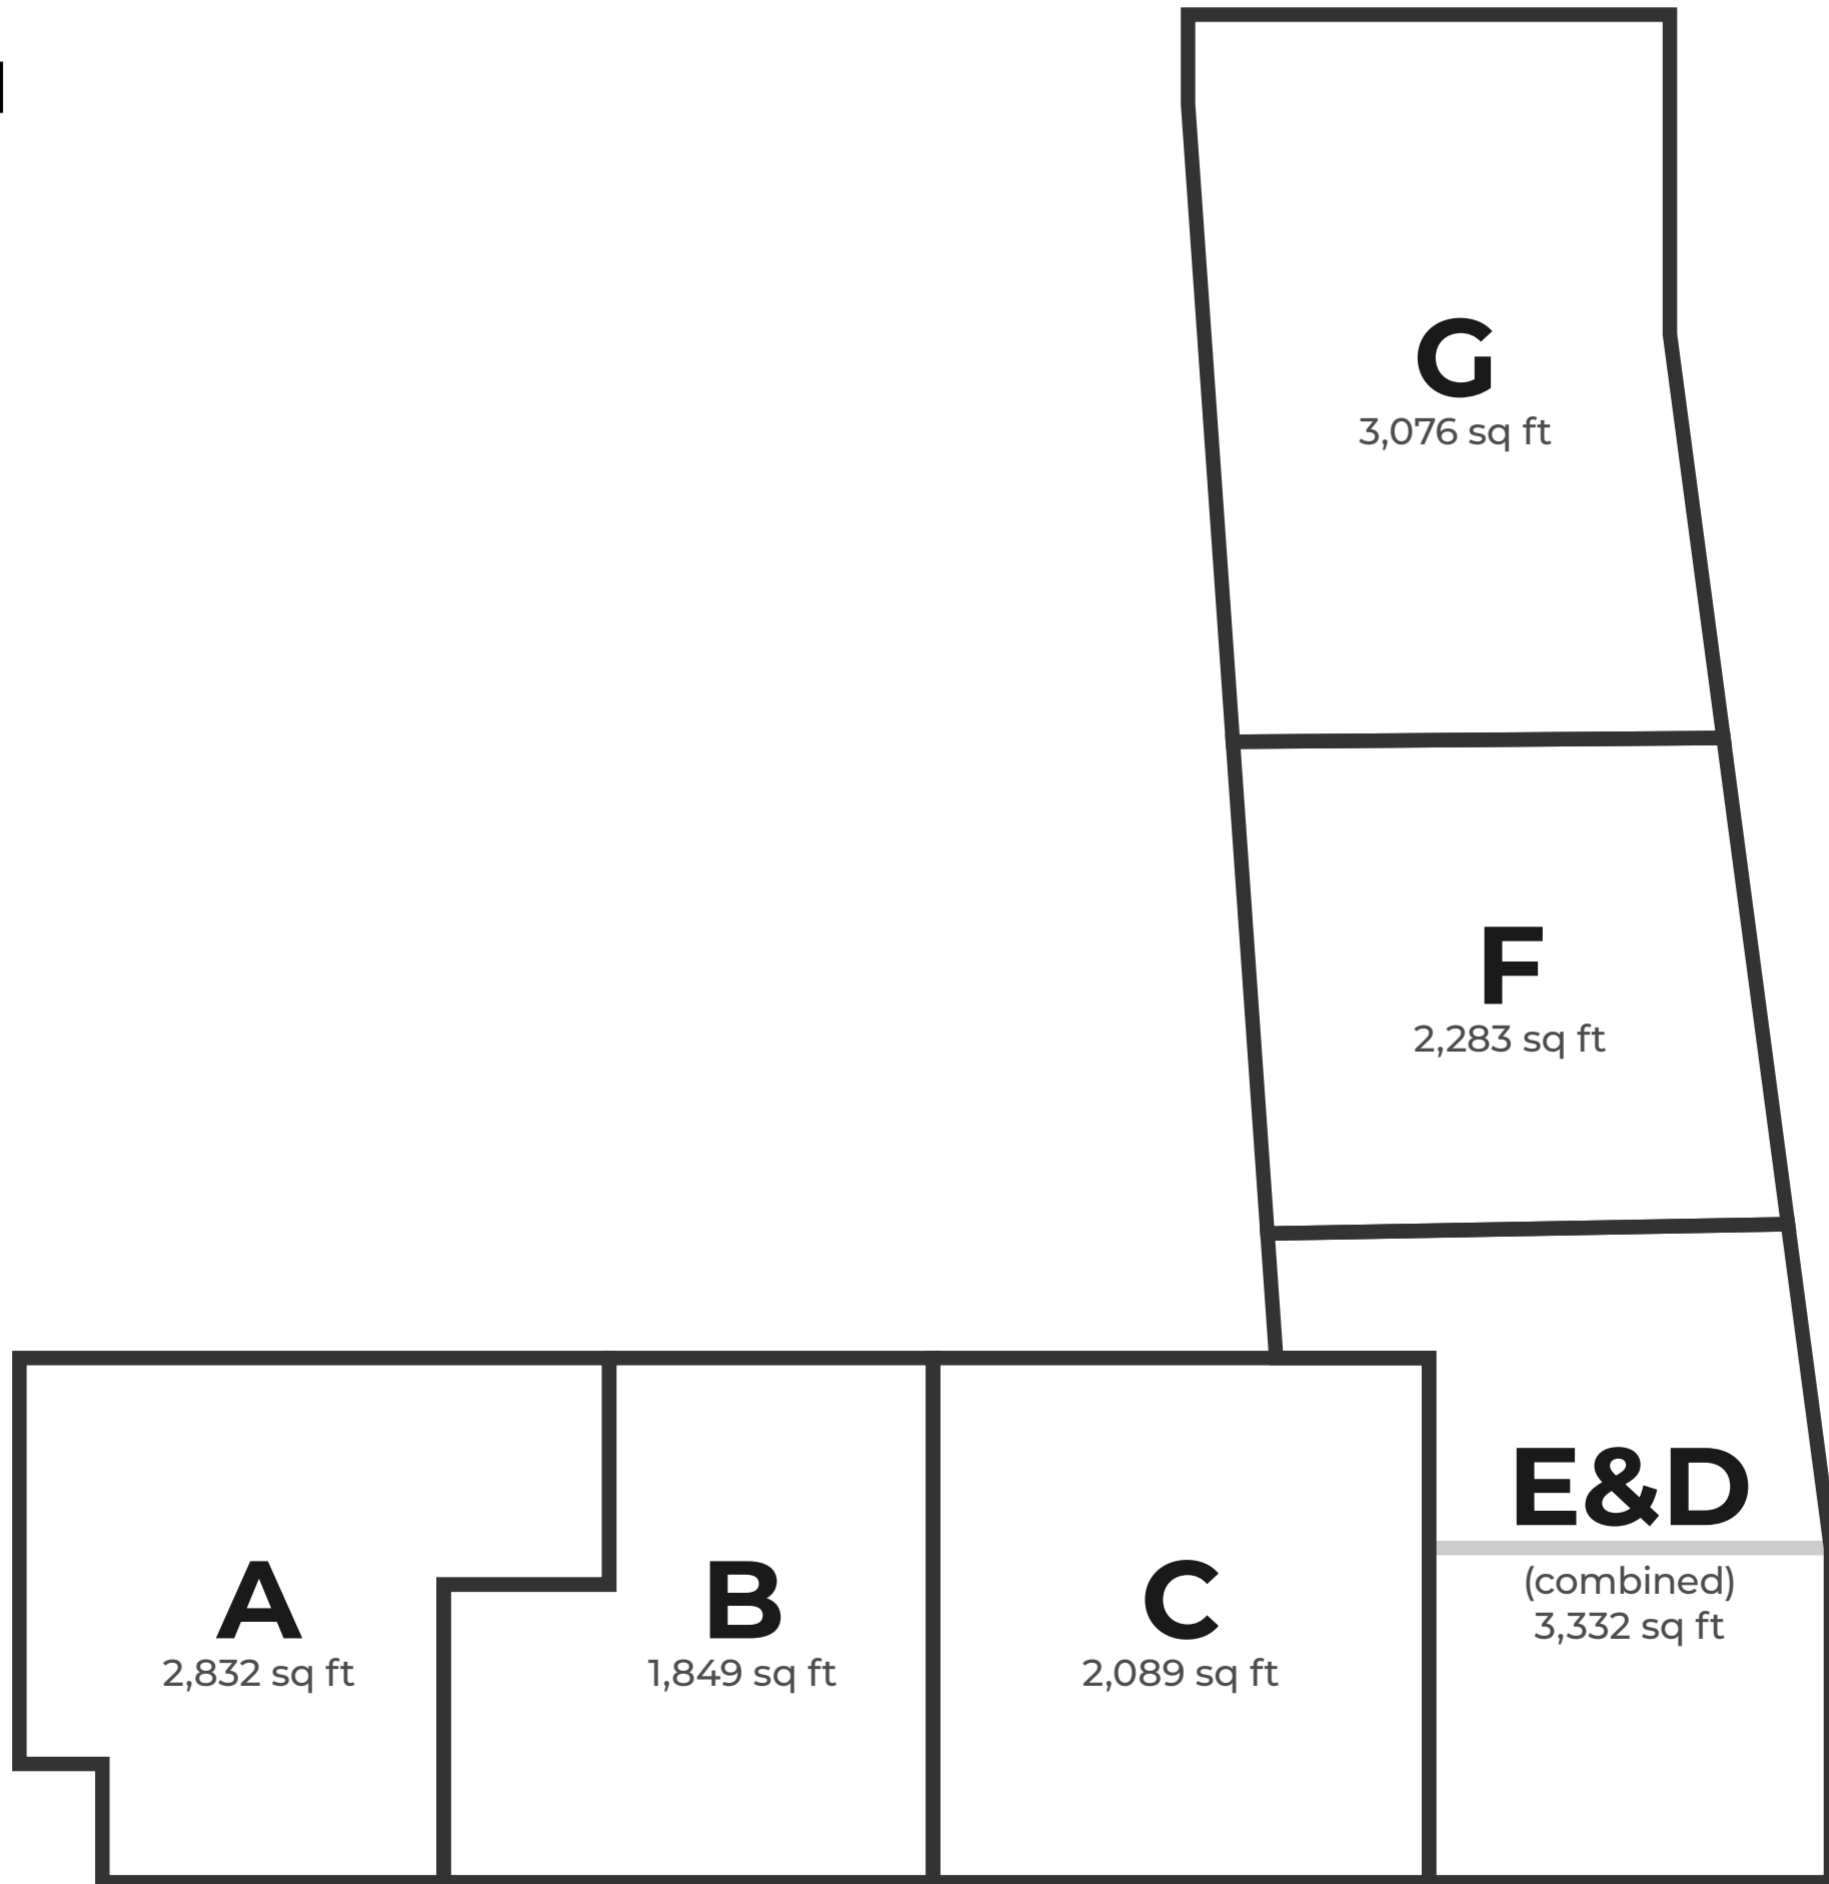 G
3,076 sq ft
F
2,283 sq ft
E&D
(combined)
3,332 sq ft
A
2,832 sq ft
B
1,849 sq ft
C
2,089 sq ft